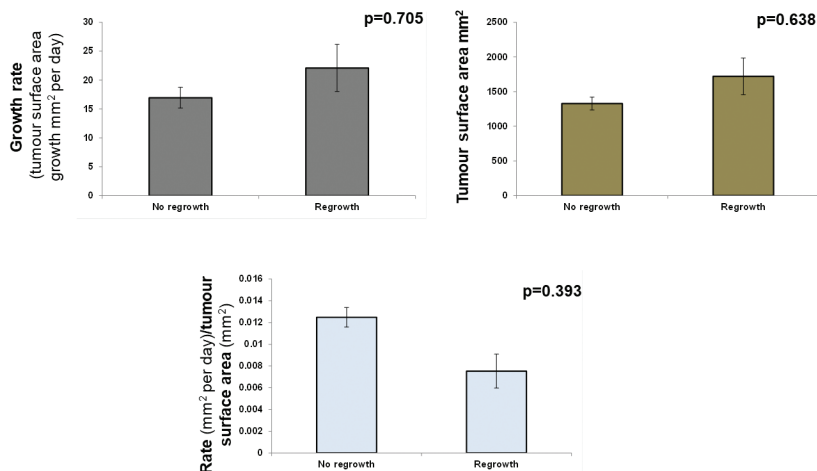 p=0.705
Growth rate
(tumour surface area
growth mm² per day)
30
25
20
15
10
5
0
No regrowth
Regrowth
p=0.638
Tumour surface area mm²
2500
2000
1500
1000
500
0
No regrowth
Regrowth
p=0.393
Rate (mm² per day)/tumour
surface area (mm²)
0.016
0.014
0.012
0.01
0.008
0.006
0.004
0.002
0
No regrowth
Regrowth